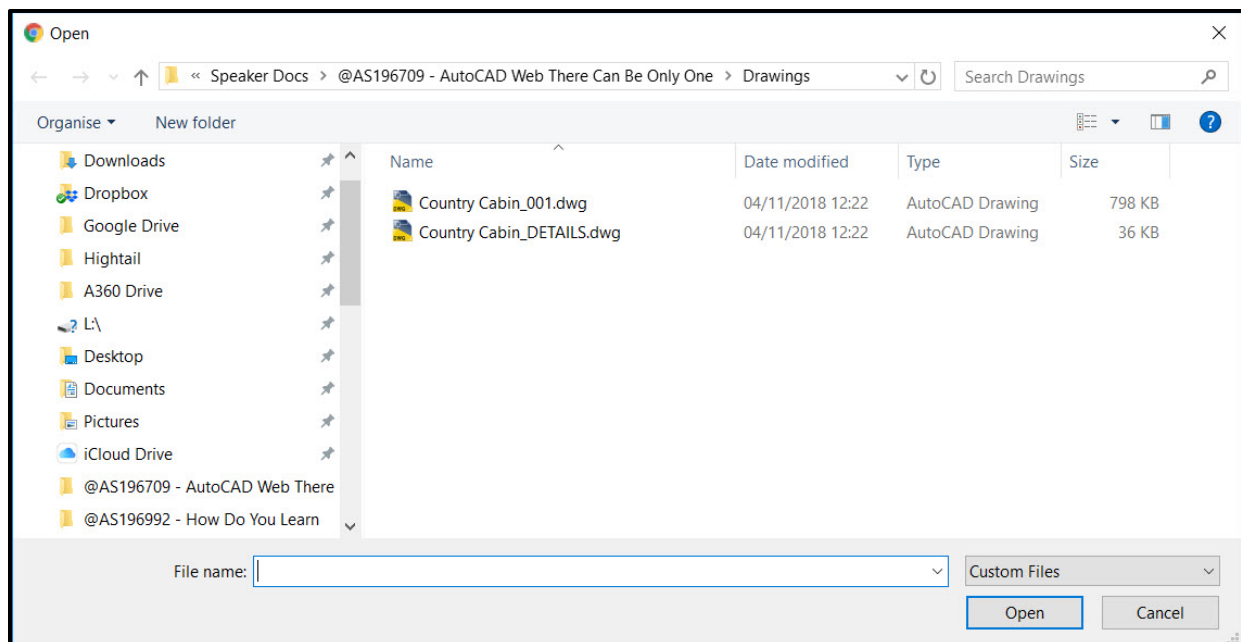 Open
« Speaker Docs > @AS196709 - AutoCAD Web There Can Be Only One > Drawings
Search Drawings
Organise
New folder
?
Downloads
Dropbox
Google Drive
Hightail
A360 Drive
? L:\
Desktop
Documents
Pictures
iCloud Drive
@AS196709 - AutoCAD Web There
@AS196992 - How Do You Learn
Name Date modified Type Size
DWG Country Cabin_001.dwg 04/11/2018 12:22 AutoCAD Drawing 798 KB
DWG Country Cabin_DETAILS.dwg 04/11/2018 12:22 AutoCAD Drawing 36 KB
File name:
Custom Files
Open
Cancel